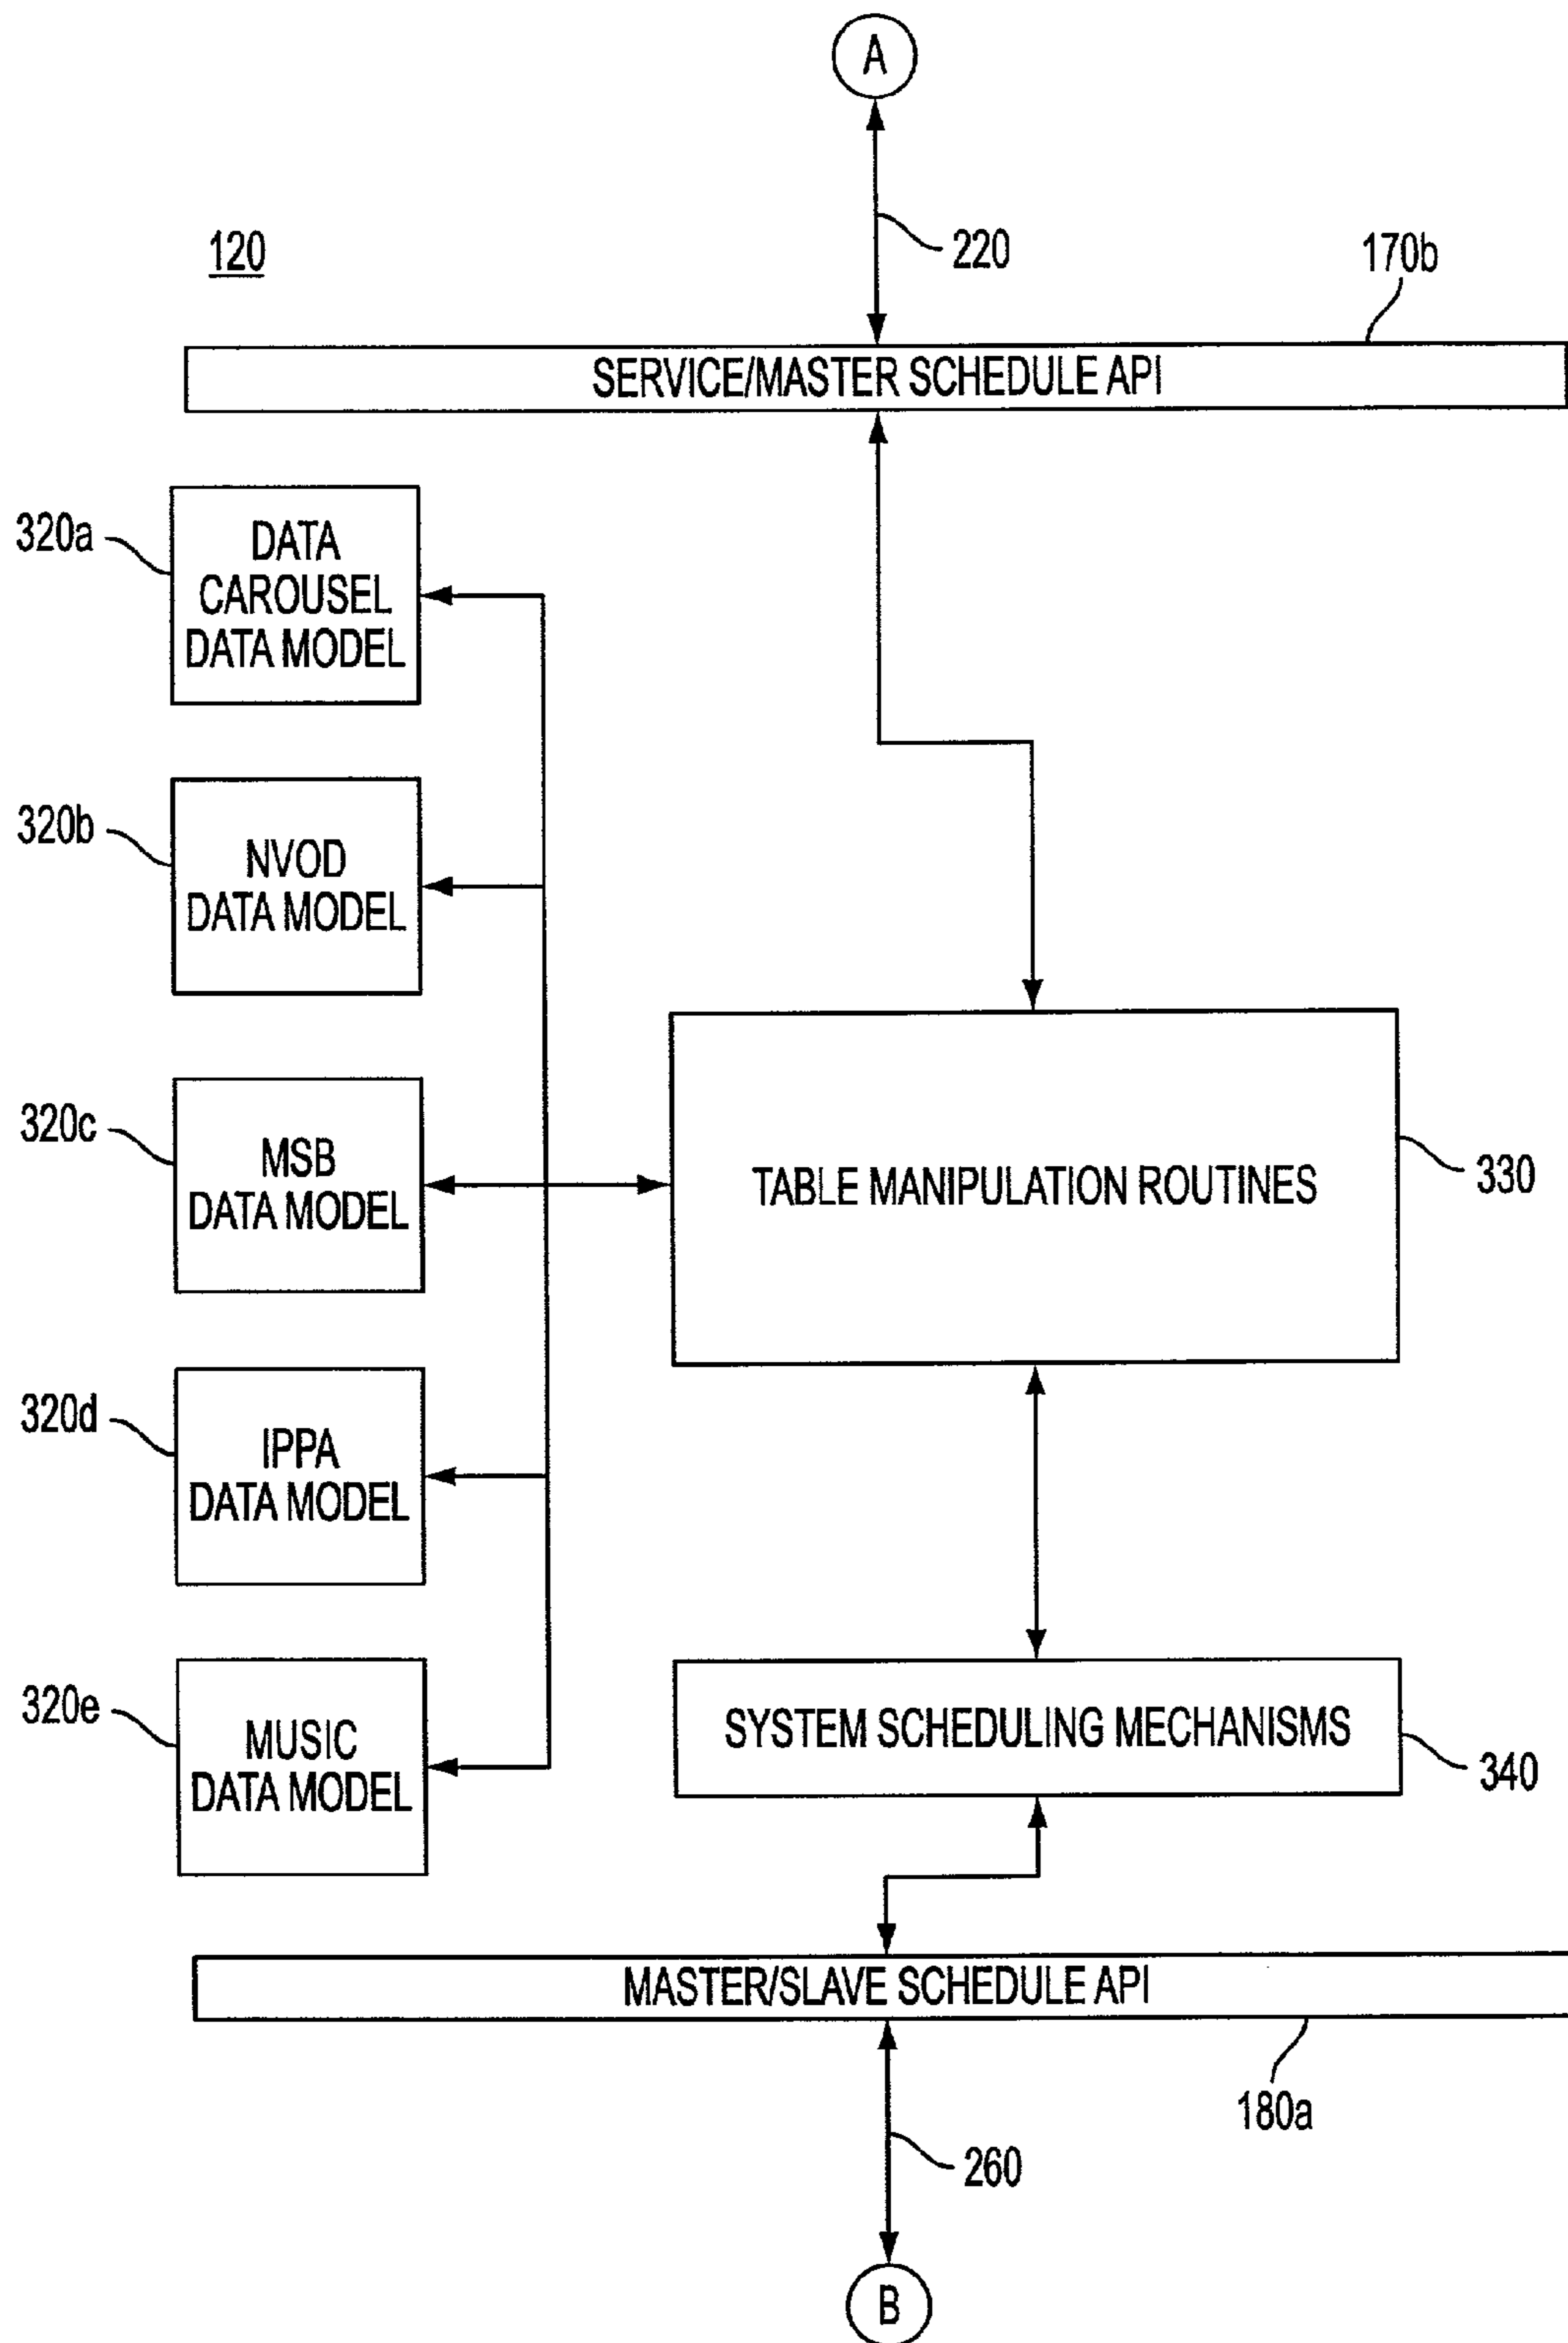 A
220
120
170b
SERVICE/MASTER SCHEDULE API
320a
DATA
CAROUSEL
DATA MODEL
320b
NVOD
DATA MODEL
320c
MSB
DATA MODEL
TABLE MANIPULATION ROUTINES
330
320d
IPPA
DATA MODEL
320e
MUSIC
DATA MODEL
SYSTEM SCHEDULING MECHANISMS
340
MASTER/SLAVE SCHEDULE API
180a
260
B